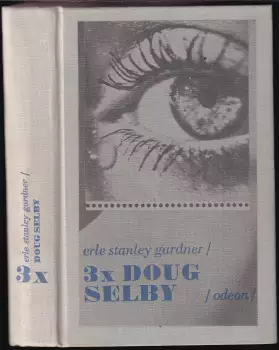 erle stanley gardner/
DOUG SELBY
3x
erle stanley gardner/
3x DOUG
SELBY
/odeon/